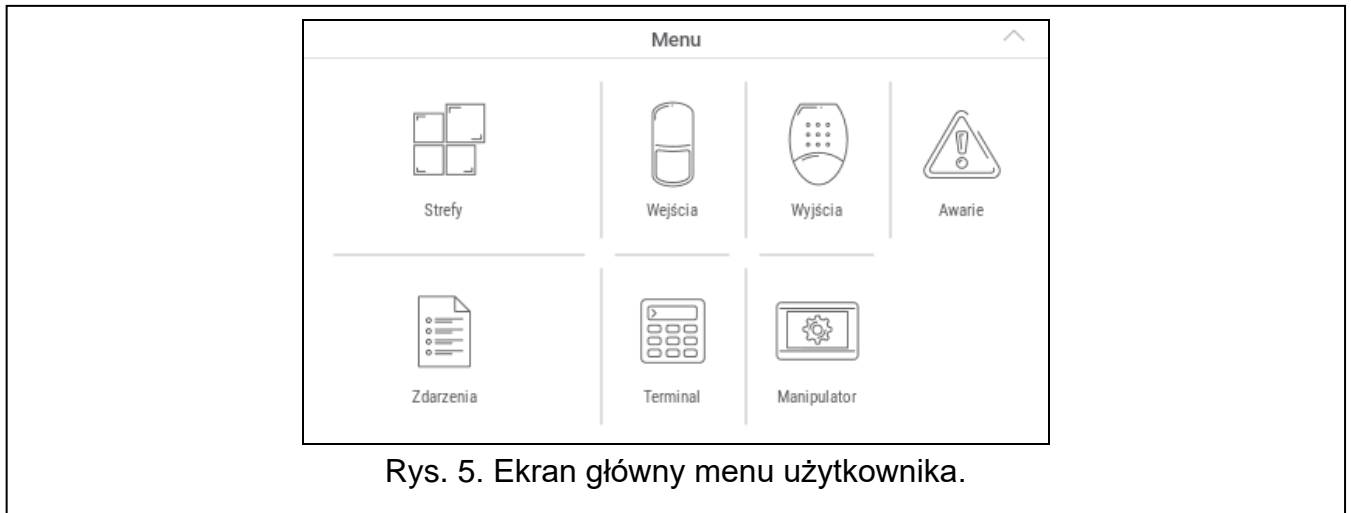 Menu
Strefy
Wejścia
Wyjścia
Awarie
Zdarzenia
Terminal
Manipulator
Rys. 5. Ekran główny menu użytkownika.